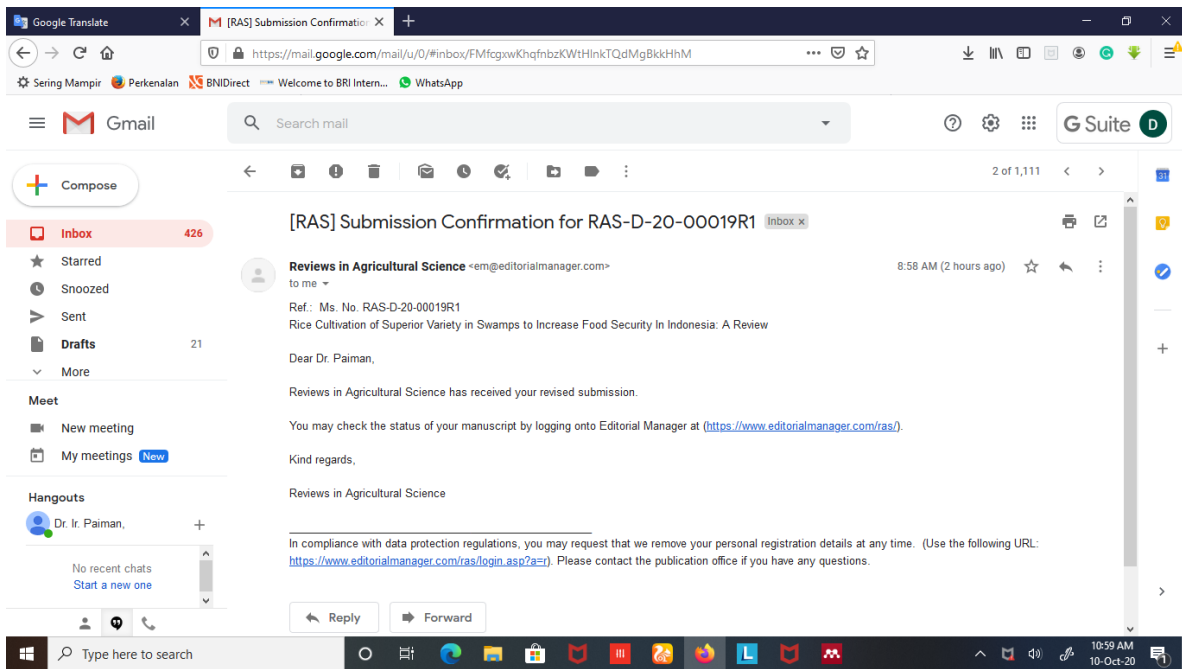 Google Translate
[RAS] Submission Confirmation
https://mail.google.com/mail/u/0/#inbox/FMfcgxwKhqfnbzKWtHlnkTQdMgBkkHhM
Sering Mampir Perkenalan BNIDirect Welcome to BRI Intern... WhatsApp
Gmail
Search mail
G Suite D
Compose
2 of 1,111
31
[RAS] Submission Confirmation for RAS-D-20-00019R1 Inbox x
Inbox 426
Starred
Snoozed
Sent
Drafts 21
More
Meet
New meeting
My meetings New
Hangouts
Dr. Ir. Paiman,
No recent chats
Start a new one
Reviews in Agricultural Science <em@editorialmanager.com> 8:58 AM (2 hours ago)
to me
Ref.: Ms. No. RAS-D-20-00019R1
Rice Cultivation of Superior Variety in Swamps to Increase Food Security In Indonesia: A Review
Dear Dr. Paiman,
Reviews in Agricultural Science has received your revised submission.
You may check the status of your manuscript by logging onto Editorial Manager at (https://www.editorialmanager.com/ras/).
Kind regards,
Reviews in Agricultural Science
In compliance with data protection regulations, you may request that we remove your personal registration details at any time. (Use the following URL:
https://www.editorialmanager.com/ras/login.asp?a=r). Please contact the publication office if you have any questions.
Reply Forward
Type here to search
L
10:59 AM
10-Oct-20
1